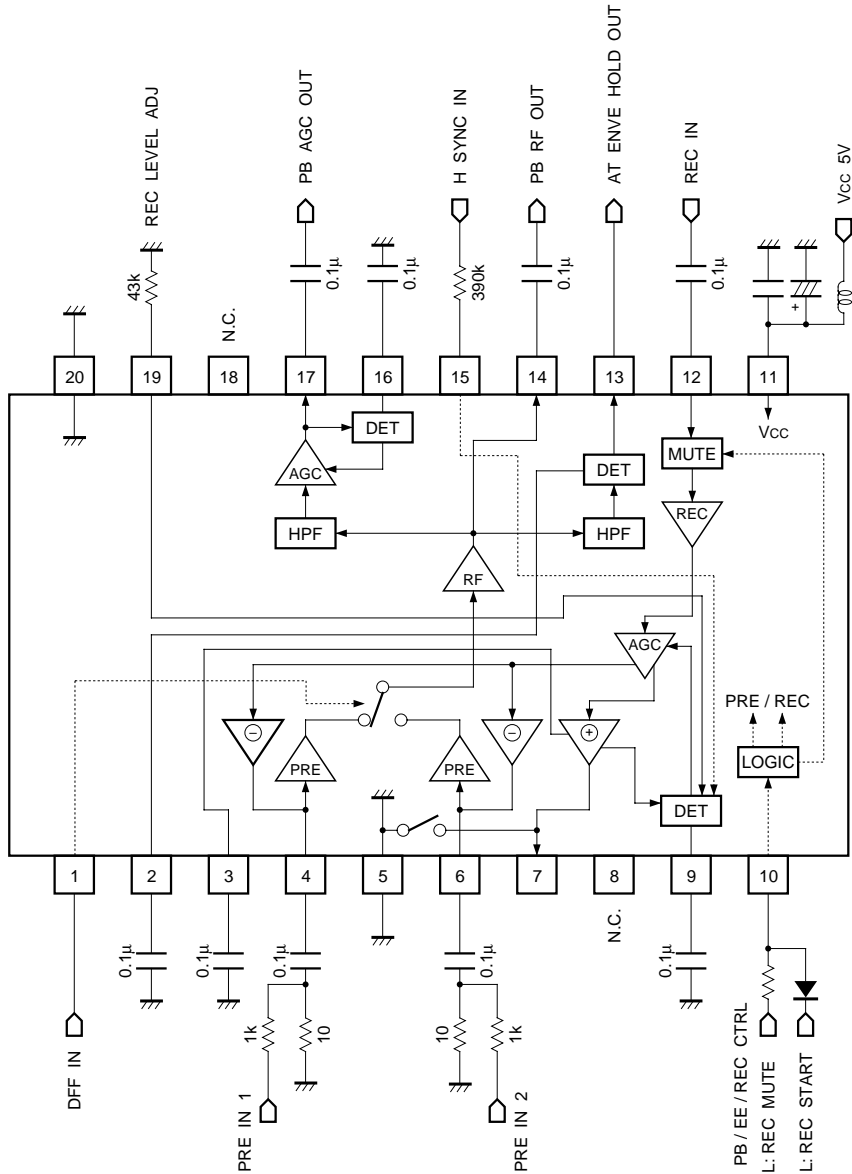 REC LEVEL ADJ
PB AGC OUT
H SYNC IN
PB RF OUT
AT ENVE HOLD OUT
REC IN
VCC 5V
43k
N.C.
0.1μ
0.1μ
390k
0.1μ
0.1μ
+
20
19
18
17
16
15
14
13
12
11
DET
AGC
HPF
RF
DET
HPF
MUTE
REC
VCC
AGC
−
PRE
PRE
−
+
DET
PRE / REC
LOGIC
1
2
3
4
5
6
7
8
9
10
0.1μ
0.1μ
0.1μ
0.1μ
N.C.
0.1μ
1k
10
10
1k
DFF IN
PRE IN 1
PRE IN 2
PB / EE / REC CTRL
L: REC MUTE
L: REC START